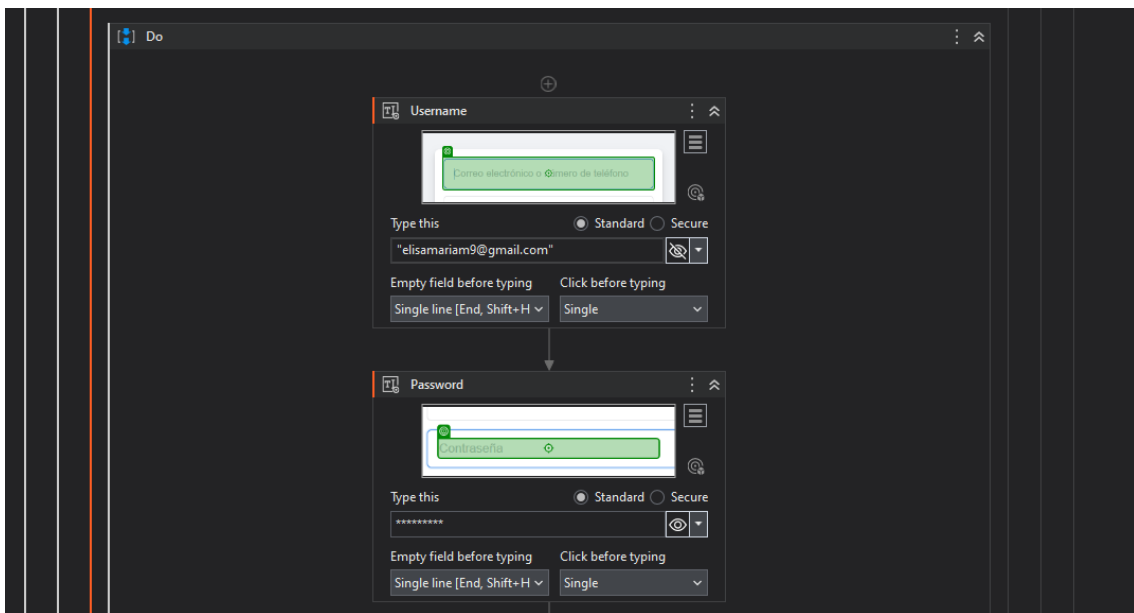 Do
Username
Correo electrónico o número de teléfono
Type this Standard Secure
"elisamariam9@gmail.com"
Empty field before typing Click before typing
Single line [End, Shift+H Single
Password
Contraseña
Type this Standard Secure
*********
Empty field before typing Click before typing
Single line [End, Shift+H Single